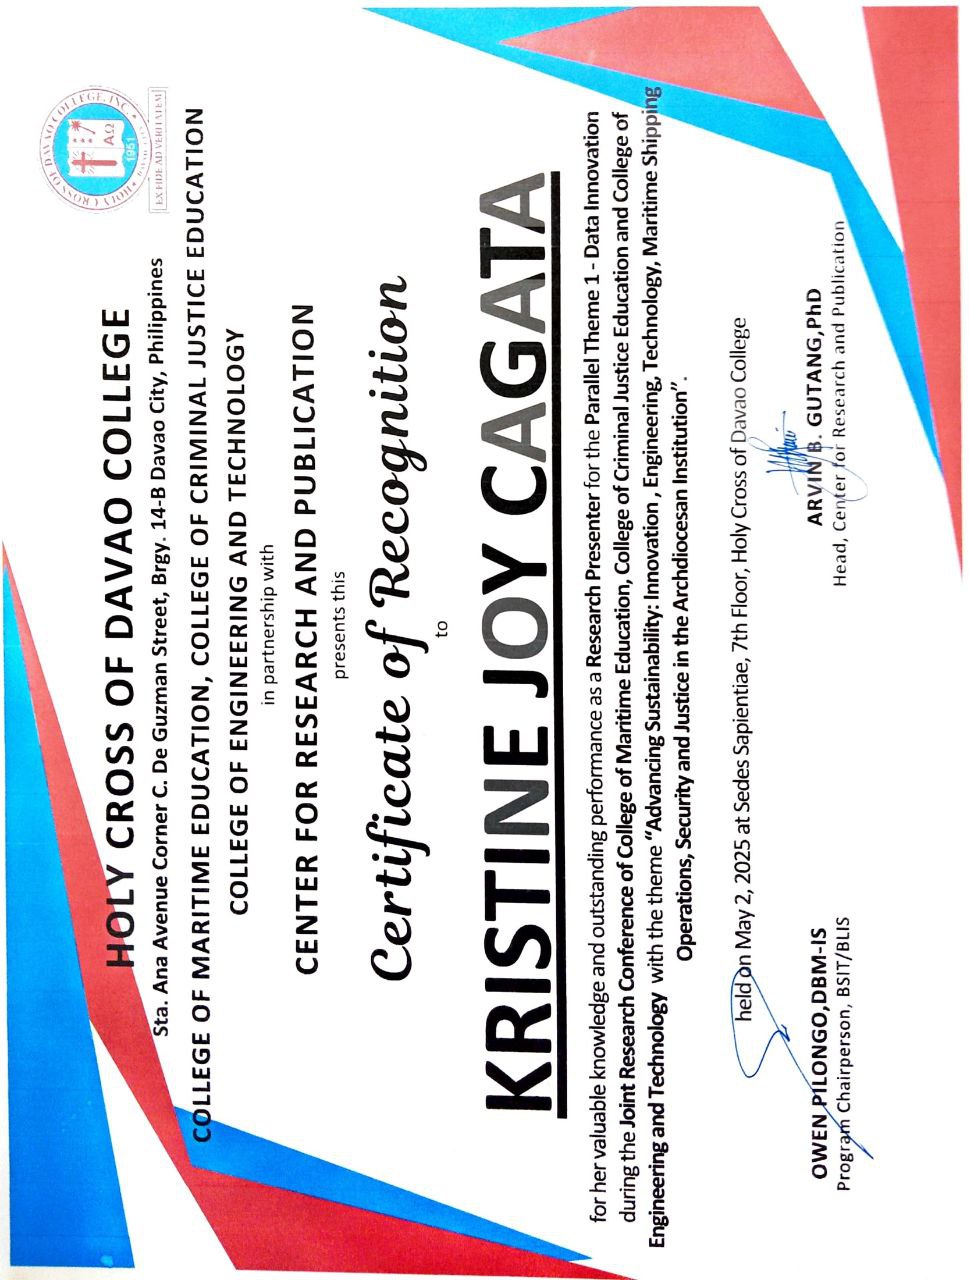 HOLY CROSS OF DAVAO COLLEGE
Sta. Ana Avenue Corner C. De Guzman Street, Brgy. 14-B Davao City, Philippines
COLLEGE OF MARITIME EDUCATION, COLLEGE OF CRIMINAL JUSTICE EDUCATION
COLLEGE OF ENGINEERING AND TECHNOLOGY
in partnership with
CENTER FOR RESEARCH AND PUBLICATION
presents this
Certificate of Recognition
to
KRISTINE JOY CAGATA
for her valuable knowledge and outstanding performance as a Research Presenter for the Parallel Theme 1 - Data Innovation
during the Joint Research Conference of College of Maritime Education, College of Criminal Justice Education and College of
Engineering and Technology with the theme “Advancing Sustainability: Innovation , Engineering, Technology, Maritime Shipping
Operations, Security and Justice in the Archdiocesan Institution”.
held on May 2, 2025 at Sedes Sapientiae, 7th Floor, Holy Cross of Davao College
OWEN PILONGO,DBM-IS
Program Chairperson, BSIT/BLIS
ARVIN B. GUTANG,PhD
Head, Center for Research and Publication
HOLY CROSS OF DAVAO COLLEGE, INC.
ΑΩ
1951
DAVAO CITY
EX FIDE AD VERITATEM